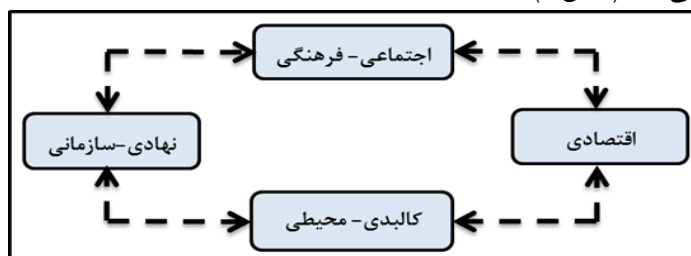 اجتماعی- فرهنگی
اقتصادی
نهادی-سازمانی
کالبدی- محیطی